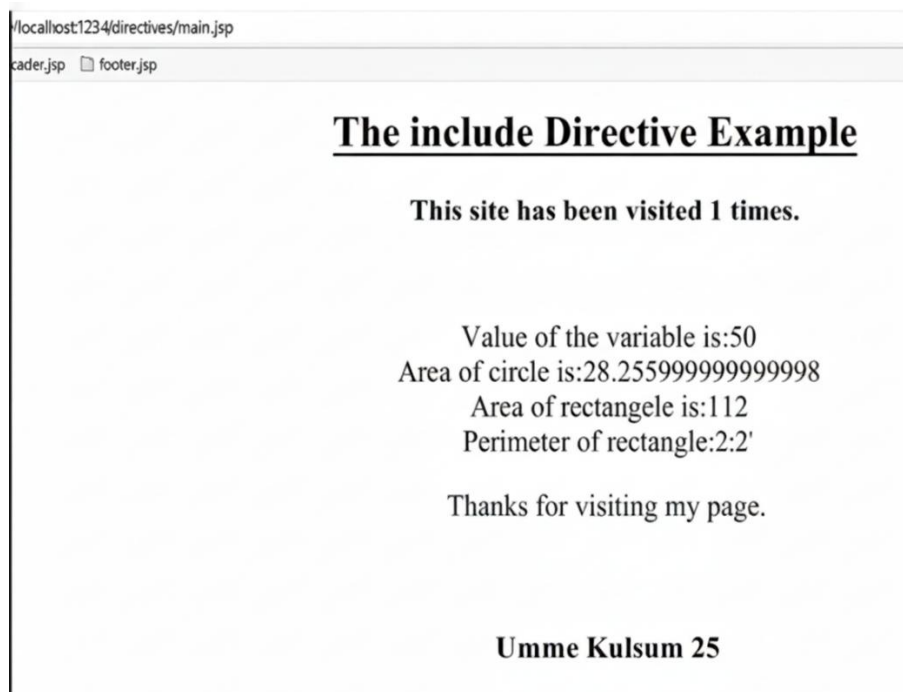 /localhost:1234/directives/main.jsp
eader.jsp footer.jsp
The include Directive Example
This site has been visited 1 times.
Value of the variable is:50
Area of circle is:28.255999999999998
Area of rectangele is:112
Perimeter of rectangle:2:2'
Thanks for visiting my page.
Umme Kulsum 25